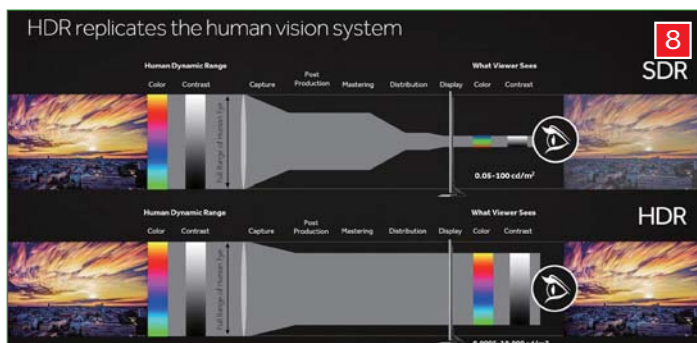 HDR replicates the human vision system
8
SDR
Human Dynamic Range
What Viewer Sees
Color Contrast Capture Post Production Mastering Distribution Display Color Contrast
Full Range of Human Eye
0.05-100 cd/m²
HDR
Human Dynamic Range
What Viewer Sees
Color Contrast Capture Post Production Mastering Distribution Display Color Contrast
Full Range of Human Eye